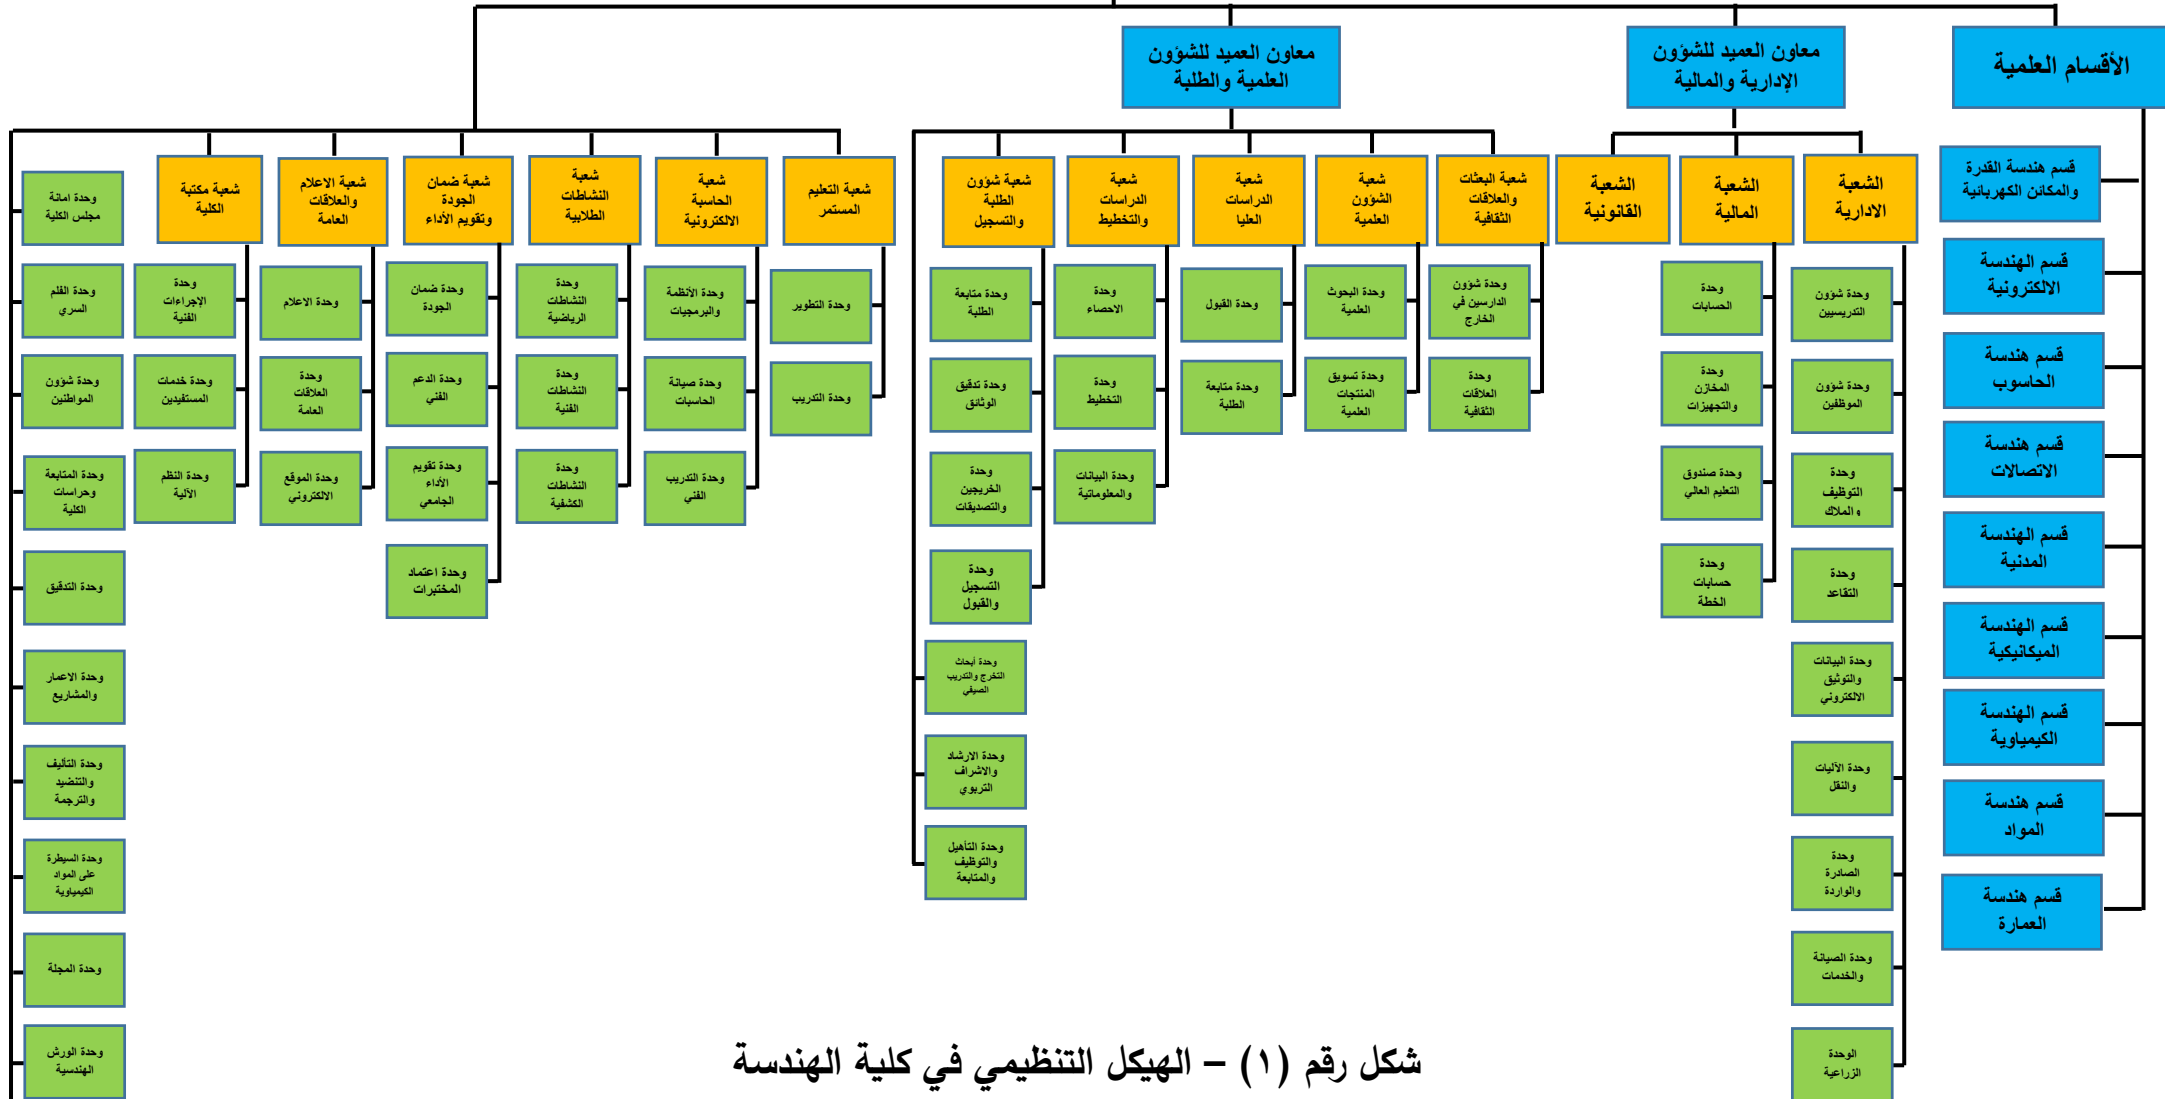 الأقسام العلمية
معاون العميد للشؤون
الإدارية والمالية
معاون العميد للشؤون
العلمية والطلبة
قسم هندسة القدرة
والمكائن الكهربائية
قسم الهندسة
الالكترونية
قسم هندسة
الحاسوب
قسم هندسة
الاتصالات
قسم الهندسة
المدنية
قسم الهندسة
الميكانيكية
قسم الهندسة
الكيمياوية
قسم هندسة
المواد
قسم هندسة
العمارة
الشعبة
الادارية
وحدة شؤون
التدريسيين
وحدة شؤون
الموظفين
وحدة
التوظيف
والملاك
وحدة
التقاعد
وحدة البيانات
والتوثيق
الالكتروني
وحدة الآليات
والنقل
وحدة
الصادرة
والواردة
وحدة الصيانة
والخدمات
الوحدة
الزراعية
الشعبة
المالية
وحدة
الحسابات
وحدة
المخازن
والتجهيزات
وحدة صندوق
التعليم العالي
وحدة
حسابات
الخطة
الشعبة
القانونية
شعبة البعثات
والعلاقات
الثقافية
وحدة شؤون
الدارسين في
الخارج
وحدة
العلاقات
الثقافية
شعبة
الشؤون
العلمية
وحدة البحوث
العلمية
وحدة تسويق
المنتجات
العلمية
شعبة
الدراسات
العليا
وحدة القبول
وحدة متابعة
الطلبة
شعبة
الدراسات
والتخطيط
وحدة
الاحصاء
وحدة
التخطيط
وحدة البيانات
والمعلوماتية
شعبة شؤون
الطلبة
والتسجيل
وحدة متابعة
الطلبة
وحدة تدقيق
الوثائق
وحدة
الخريجين
والتصديقات
وحدة
التسجيل
والقبول
وحدة أبحاث
التخرج والتدريب
الصيفي
وحدة الارشاد
والاشراف
التربوي
وحدة التأهيل
والتوظيف
والمتابعة
شعبة التعليم
المستمر
وحدة التطوير
وحدة التدريب
شعبة
الحاسبة
الالكترونية
وحدة الأنظمة
والبرمجيات
وحدة صيانة
الحاسبات
وحدة التدريب
الفني
شعبة
النشاطات
الطلابية
وحدة
النشاطات
الرياضية
وحدة
النشاطات
الفنية
وحدة
النشاطات
الكشفية
شعبة ضمان
الجودة
وتقويم الأداء
وحدة ضمان
الجودة
وحدة الدعم
الفني
وحدة تقويم
الأداء
الجامعي
وحدة اعتماد
المختبرات
شعبة الاعلام
والعلاقات
العامة
وحدة الاعلام
وحدة
العلاقات
العامة
وحدة الموقع
الالكتروني
شعبة مكتبة
الكلية
وحدة
الإجراءات
الفنية
وحدة خدمات
المستفيدين
وحدة النظم
الآلية
وحدة امانة
مجلس الكلية
وحدة القلم
السري
وحدة شؤون
المواطنين
وحدة المتابعة
وحراسات
الكلية
وحدة التدقيق
وحدة الاعمار
والمشاريع
وحدة التأليف
والتنضيد
والترجمة
وحدة السيطرة
على المواد
الكيمياوية
وحدة المجلة
وحدة الورش
الهندسية
شكل رقم (١) – الهيكل التنظيمي في كلية الهندسة